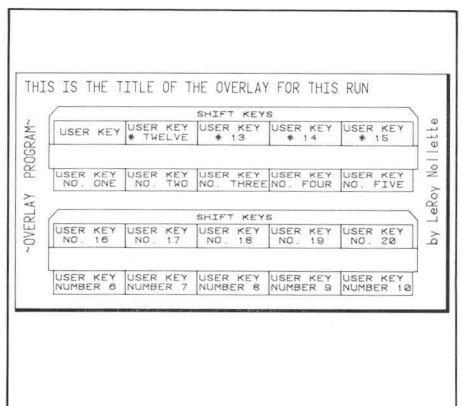 THIS IS THE TITLE OF THE OVERLAY FOR THIS RUN
SHIFT KEYS
USER KEY USER KEY USER KEY USER KEY USER KEY
# TWELVE # 13 # 14 # 15
USER KEY USER KEY USER KEY USER KEY USER KEY
NO. ONE NO. TWO NO. THREE NO. FOUR NO. FIVE
SHIFT KEYS
USER KEY USER KEY USER KEY USER KEY USER KEY
NO. 16 NO. 17 NO. 18 NO. 19 NO. 20
USER KEY USER KEY USER KEY USER KEY USER KEY
NUMBER 6 NUMBER 7 NUMBER 8 NUMBER 9 NUMBER 10
~OVERLAY PROGRAM~
by LeRoy Nollette